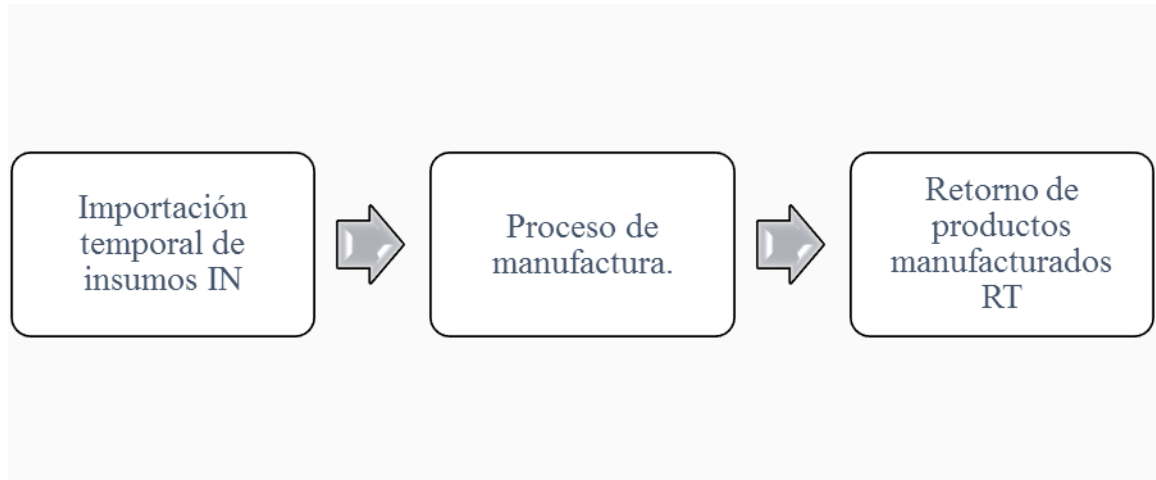 Importación
temporal de
insumos IN
Proceso de
manufactura.
Retorno de
productos
manufacturados
RT